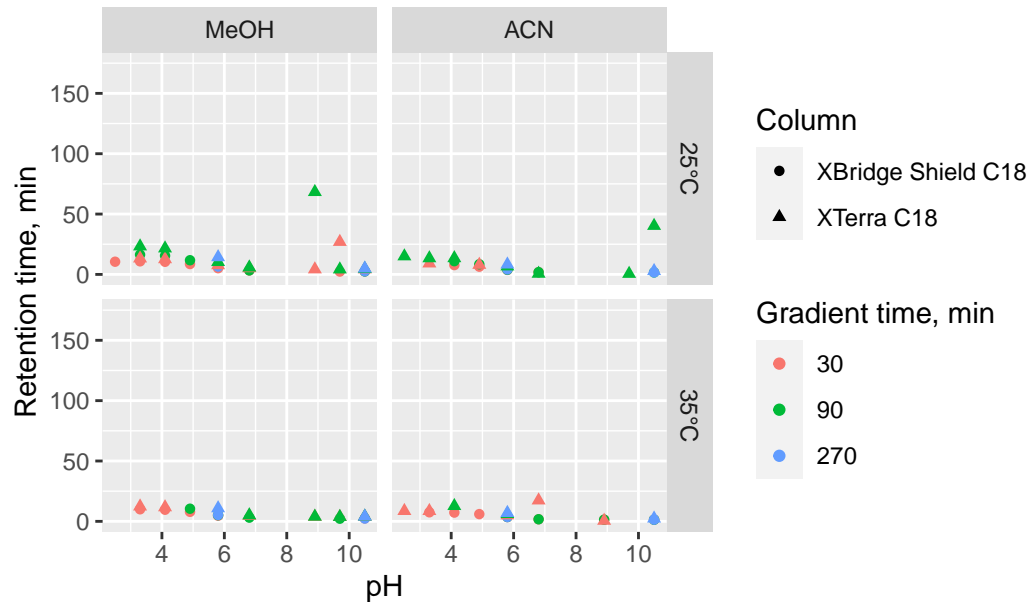 MeOH
ACN
150
100
50
0
25°C
150
100
50
0
35°C
4 6 8 10
4 6 8 10
pH
Retention time, min
Column
XBridge Shield C18
XTerra C18
Gradient time, min
30
90
270